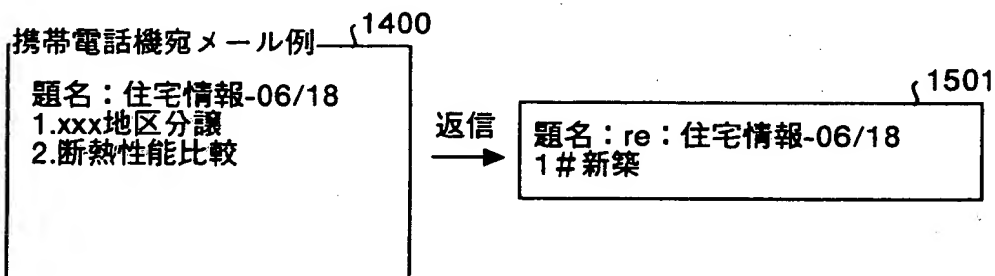 1400
携帯電話機宛メール例
題名：住宅情報-06/18
1.xxx地区分譲
2.断熱性能比較
返信
1501
題名：re：住宅情報-06/18
1＃新築